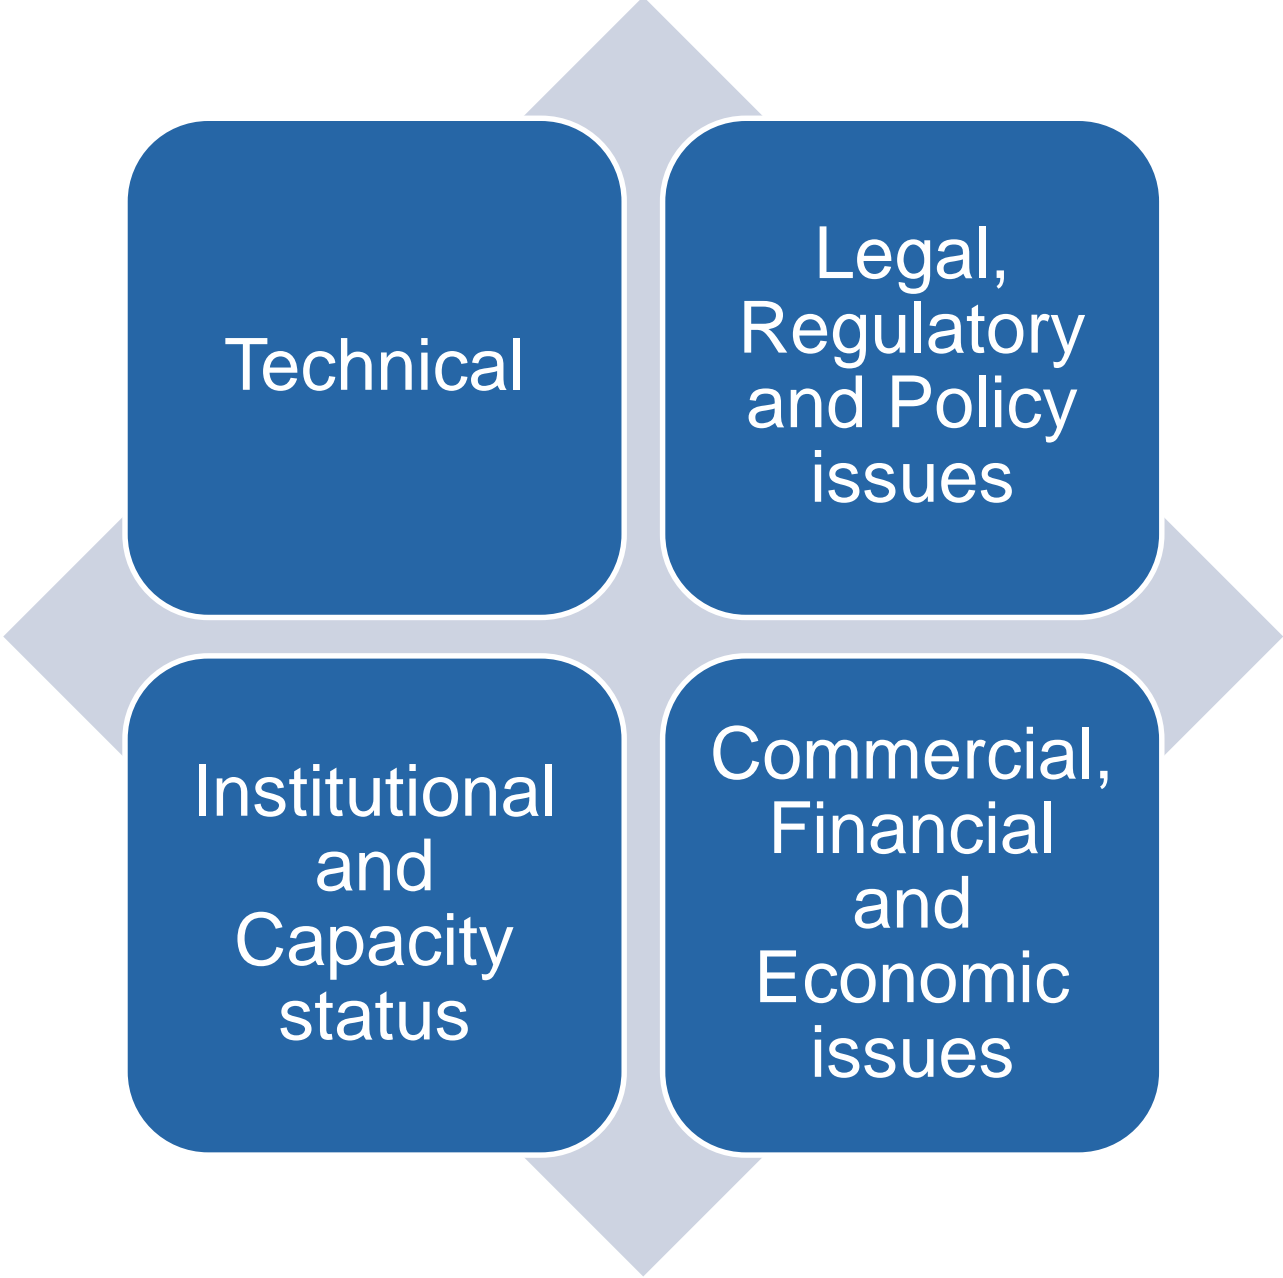 Technical
Legal,
Regulatory
and Policy
issues
Institutional
and
Capacity
status
Commercial,
Financial
and
Economic
issues